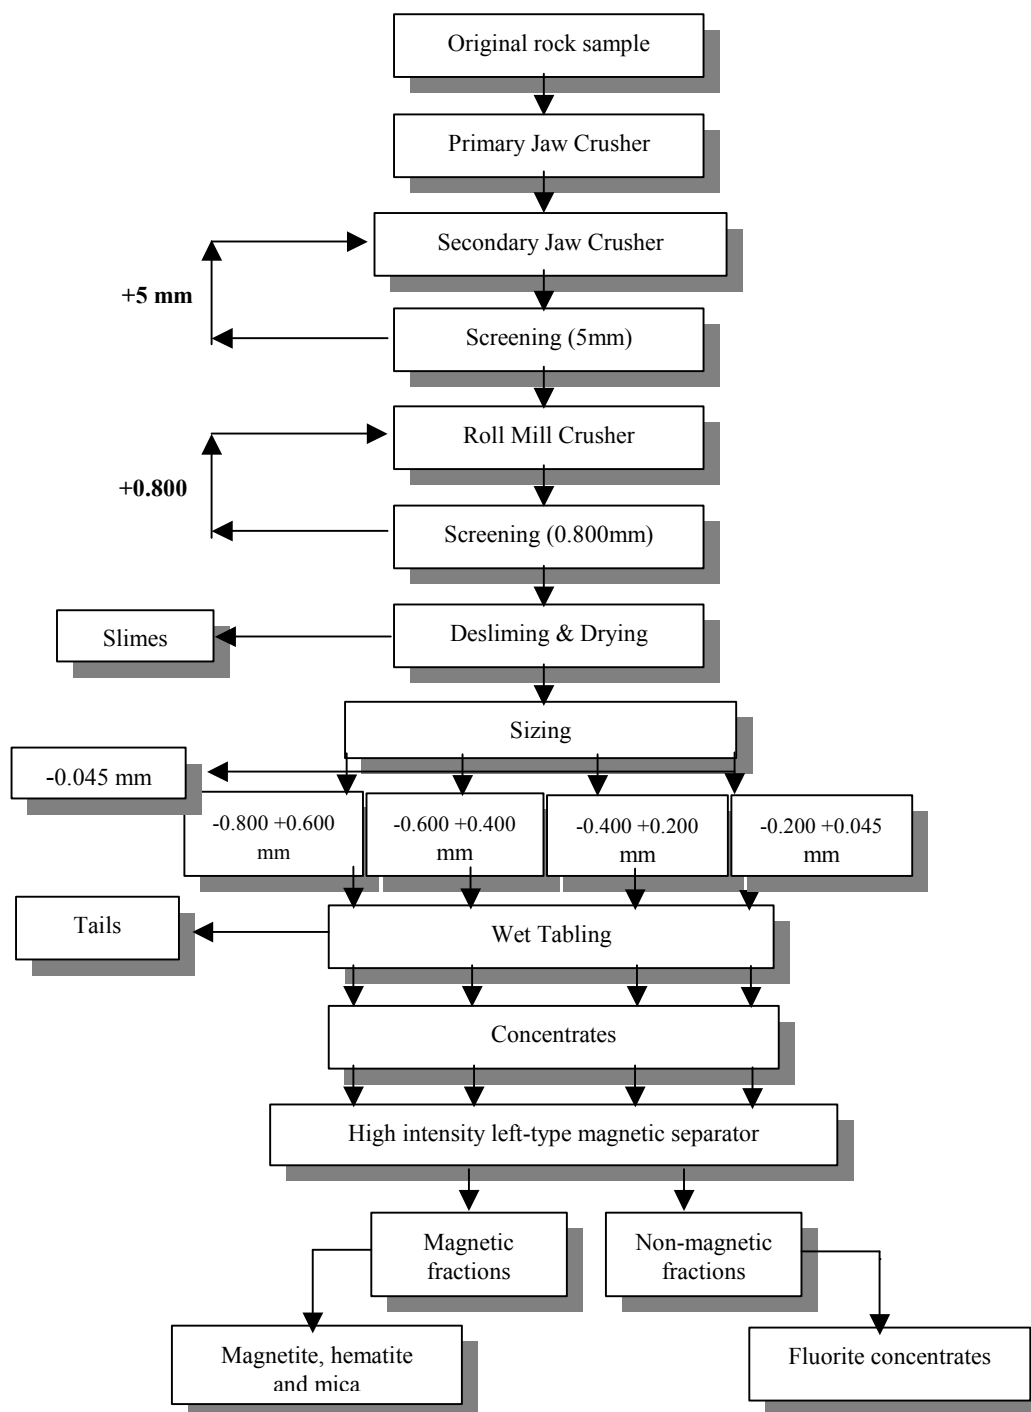 Original rock sample
Primary Jaw Crusher
Secondary Jaw Crusher
+5 mm
Screening (5mm)
Roll Mill Crusher
+0.800
Screening (0.800mm)
Slimes
Desliming & Drying
Sizing
-0.045 mm
-0.800 +0.600
mm
-0.600 +0.400
mm
-0.400 +0.200
mm
-0.200 +0.045
mm
Tails
Wet Tabling
Concentrates
High intensity left-type magnetic separator
Magnetic
fractions
Non-magnetic
fractions
Magnetite, hematite
and mica
Fluorite concentrates